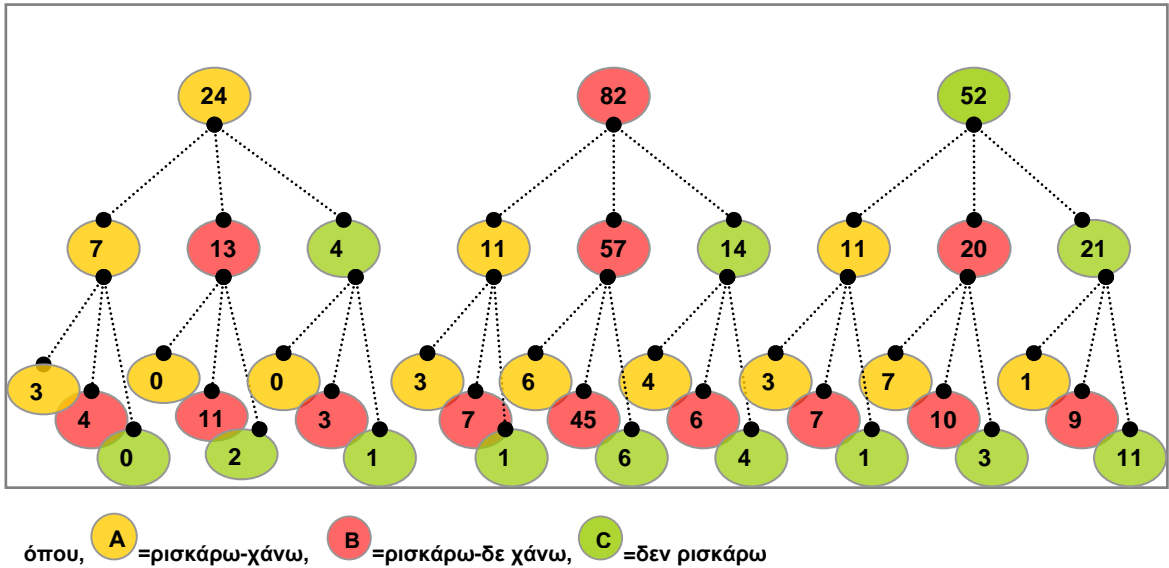 24 82 52
7 13 4 11 57 14 11 20 21
3 0 0 3 6 4 3 7 1
4 11 3 7 45 6 7 10 9
0 2 1 1 6 4 1 3 11
όπου, A =ρισκάρω-χάνω, B =ρισκάρω-δε χάνω, C =δεν ρισκάρω